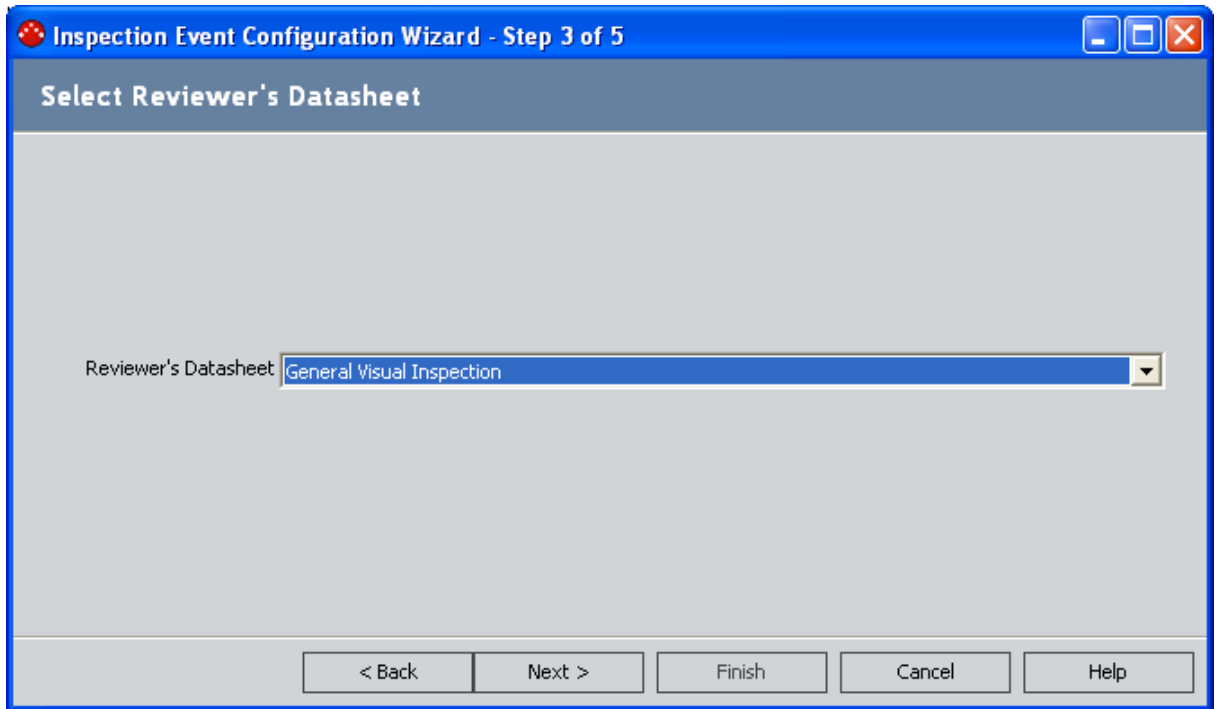 Inspection Event Configuration Wizard - Step 3 of 5
Select Reviewer's Datasheet
Reviewer's Datasheet General Visual Inspection
< Back Next > Finish Cancel Help